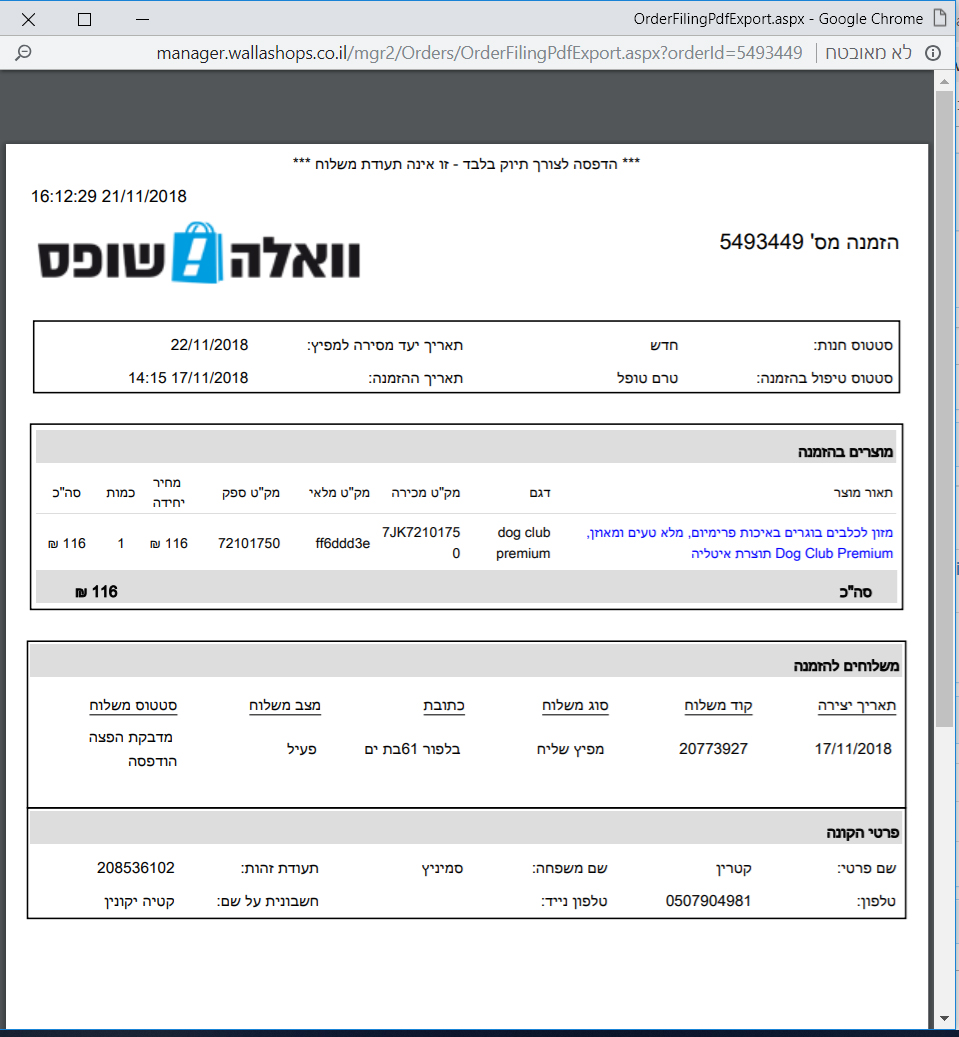 OrderFilingPdfExport.aspx - Google Chrome
manager.wallashops.co.il/mgr2/Orders/OrderFilingPdfExport.aspx?orderId=5493449 | לא מאובטח
*** הדפסה לצורך תיוק בלבד - זו אינה תעודת משלוח ***
16:12:29 21/11/2018
וואלה! שופס
הזמנה מס' 5493449
סטטוס חנות: חדש תאריך יעד מסירה למפיץ: 22/11/2018
סטטוס טיפול בהזמנה: טרם טופל תאריך ההזמנה: 14:15 17/11/2018
מוצרים בהזמנה
תאור מוצר דגם מק"ט מכירה מק"ט מלאי מק"ט ספק מחיר יחידה כמות סה"כ
מזון לכלבים בוגרים באיכות פרימיום, מלא טעים ומאוזן, dog club 7JK7210175 ff6ddd3e 72101750 116 ₪ 1 116 ₪
Dog Club Premium תוצרת איטליה premium 0
סה"כ 116 ₪
משלוחים להזמנה
תאריך יצירה קוד משלוח סוג משלוח כתובת מצב משלוח סטטוס משלוח
17/11/2018 20773927 מפיץ שליח בלפור 61בת ים פעיל מדבקת הפצה
הודפסה
פרטי הקונה
שם פרטי: קטרין שם משפחה: סמיניץ תעודת זהות: 208536102
טלפון: 0507904981 טלפון נייד: חשבונית על שם: קטיה יקונין